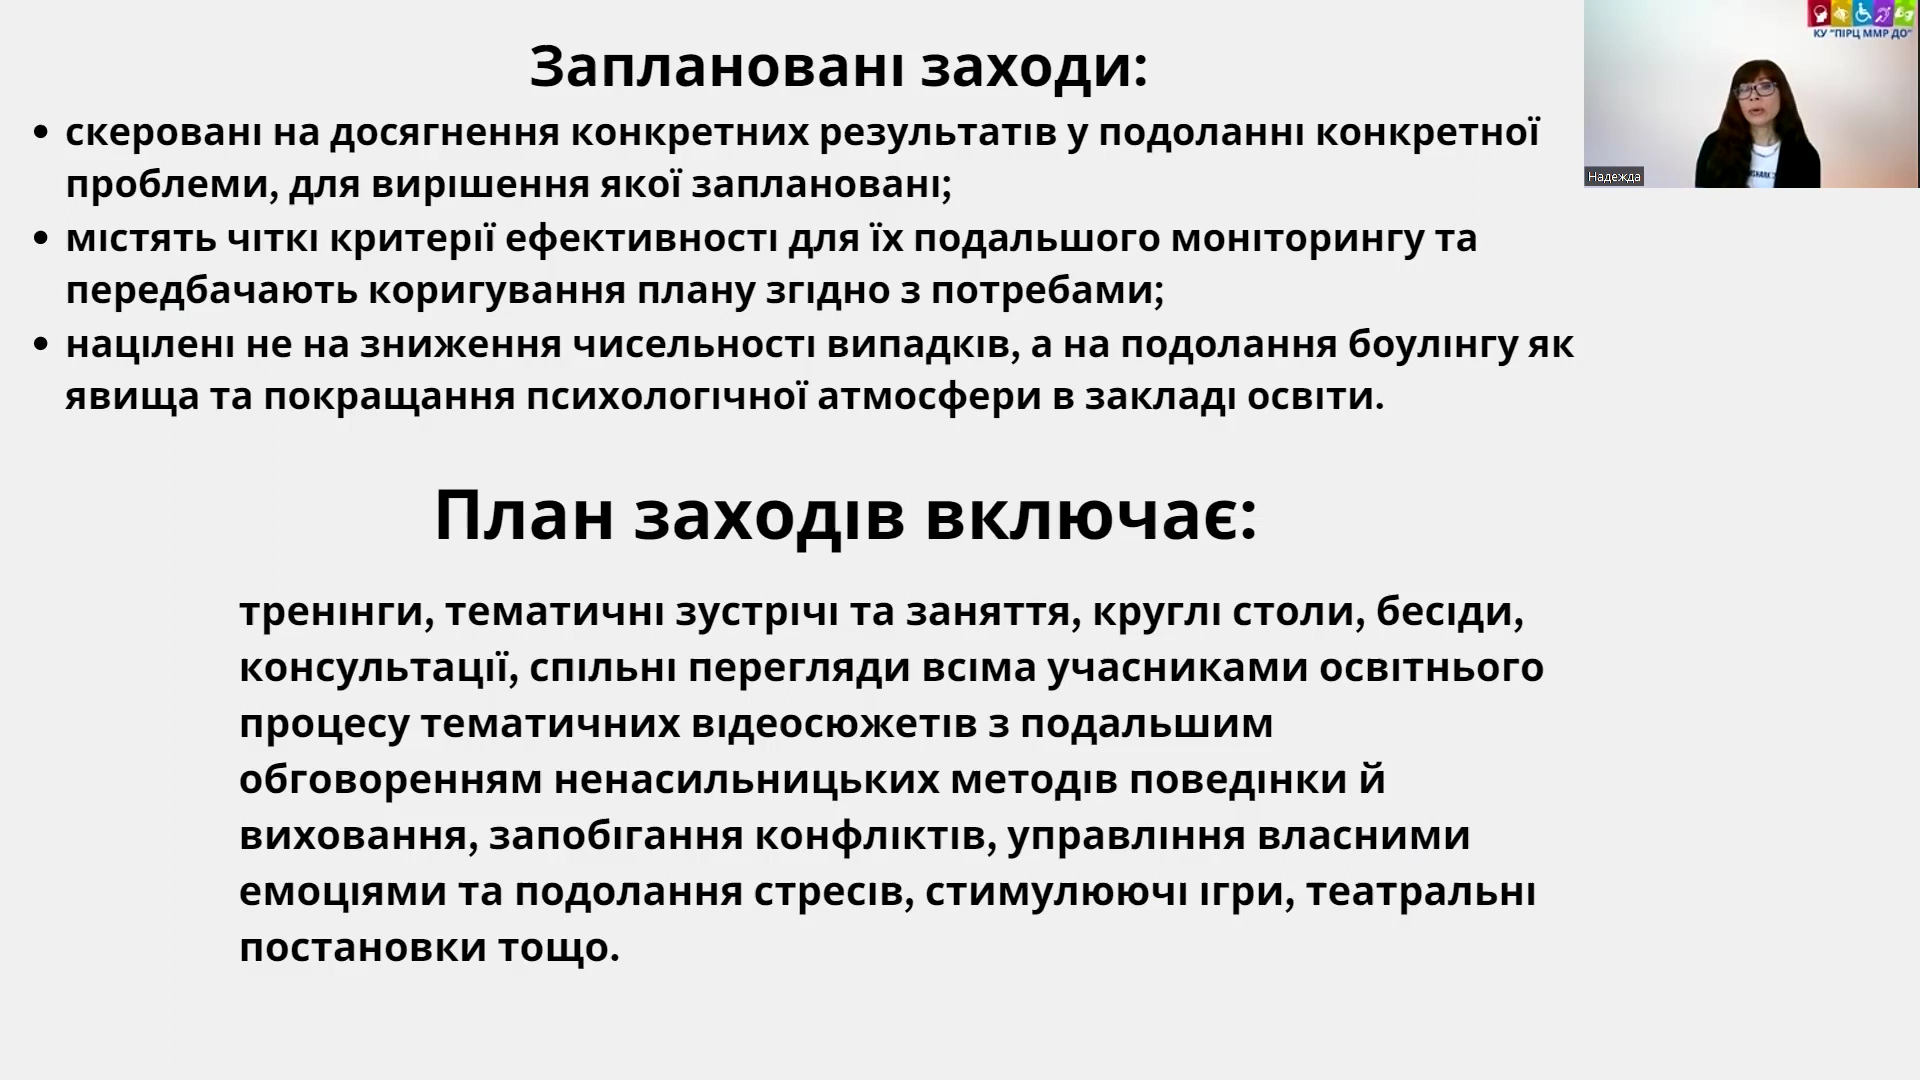 Заплановані заходи:
• скеровані на досягнення конкретних результатів у подоланні конкретної
проблеми, для вирішення якої заплановані;
• містять чіткі критерії ефективності для їх подальшого моніторингу та
передбачають коригування плану згідно з потребами;
• націлені не на зниження чисельності випадків, а на подолання боулінгу як
явища та покращання психологічної атмосфери в закладі освіти.
План заходів включає:
тренінги, тематичні зустрічі та заняття, круглі столи, бесіди,
консультації, спільні перегляди всіма учасниками освітнього
процесу тематичних відеосюжетів з подальшим
обговоренням ненасильницьких методів поведінки й
виховання, запобігання конфліктів, управління власними
емоціями та подолання стресів, стимулюючі ігри, театральні
постановки тощо.
КУ "ПІРЦ ММР ДО"
Надежда